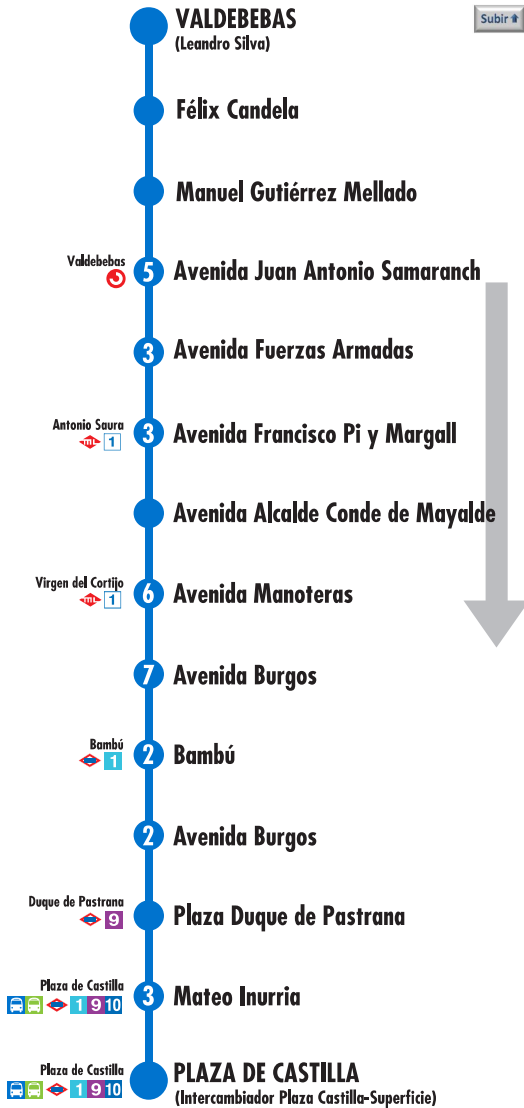 VALDEBEBAS
(Leandro Silva)
Subir
Félix Candela
Manuel Gutiérrez Mellado
Valdebebas
5 Avenida Juan Antonio Samaranch
3 Avenida Fuerzas Armadas
Antonio Saura
ML 1
3 Avenida Francisco Pi y Margall
Avenida Alcalde Conde de Mayalde
Virgen del Cortijo
ML 1
6 Avenida Manoteras
7 Avenida Burgos
Bambú
1
2 Bambú
2 Avenida Burgos
Duque de Pastrana
9
Plaza Duque de Pastrana
Plaza de Castilla
1 9 10
3 Mateo Inurria
Plaza de Castilla
1 9 10
PLAZA DE CASTILLA
(Intercambiador Plaza Castilla-Superficie)